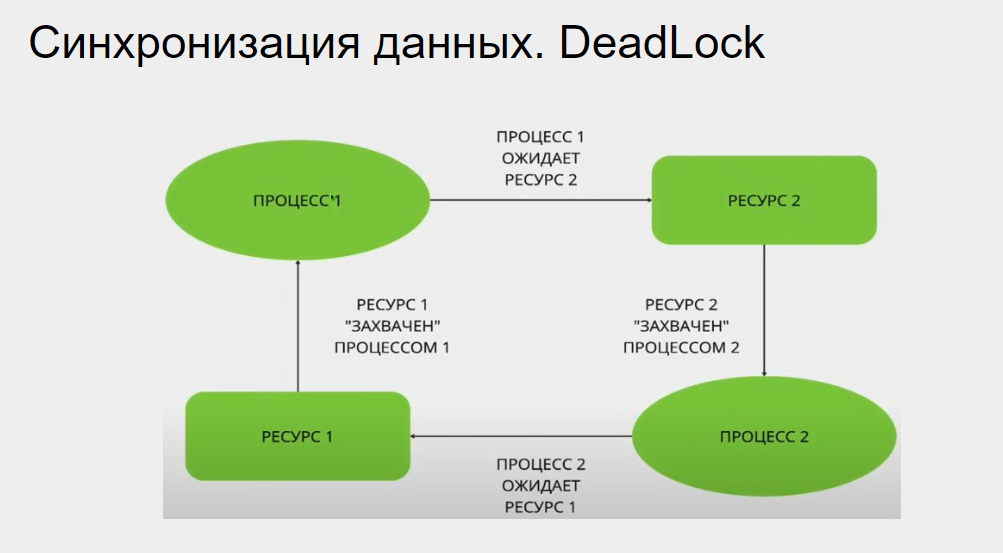 Синхронизация данных. DeadLock
ПРОЦЕСС 1
ОЖИДАЕТ
РЕСУРС 2
ПРОЦЕСС 1
РЕСУРС 2
РЕСУРС 1
"ЗАХВАЧЕН"
ПРОЦЕССОМ 1
РЕСУРС 2
"ЗАХВАЧЕН"
ПРОЦЕССОМ 2
РЕСУРС 1
ПРОЦЕСС 2
ПРОЦЕСС 2
ОЖИДАЕТ
РЕСУРС 1